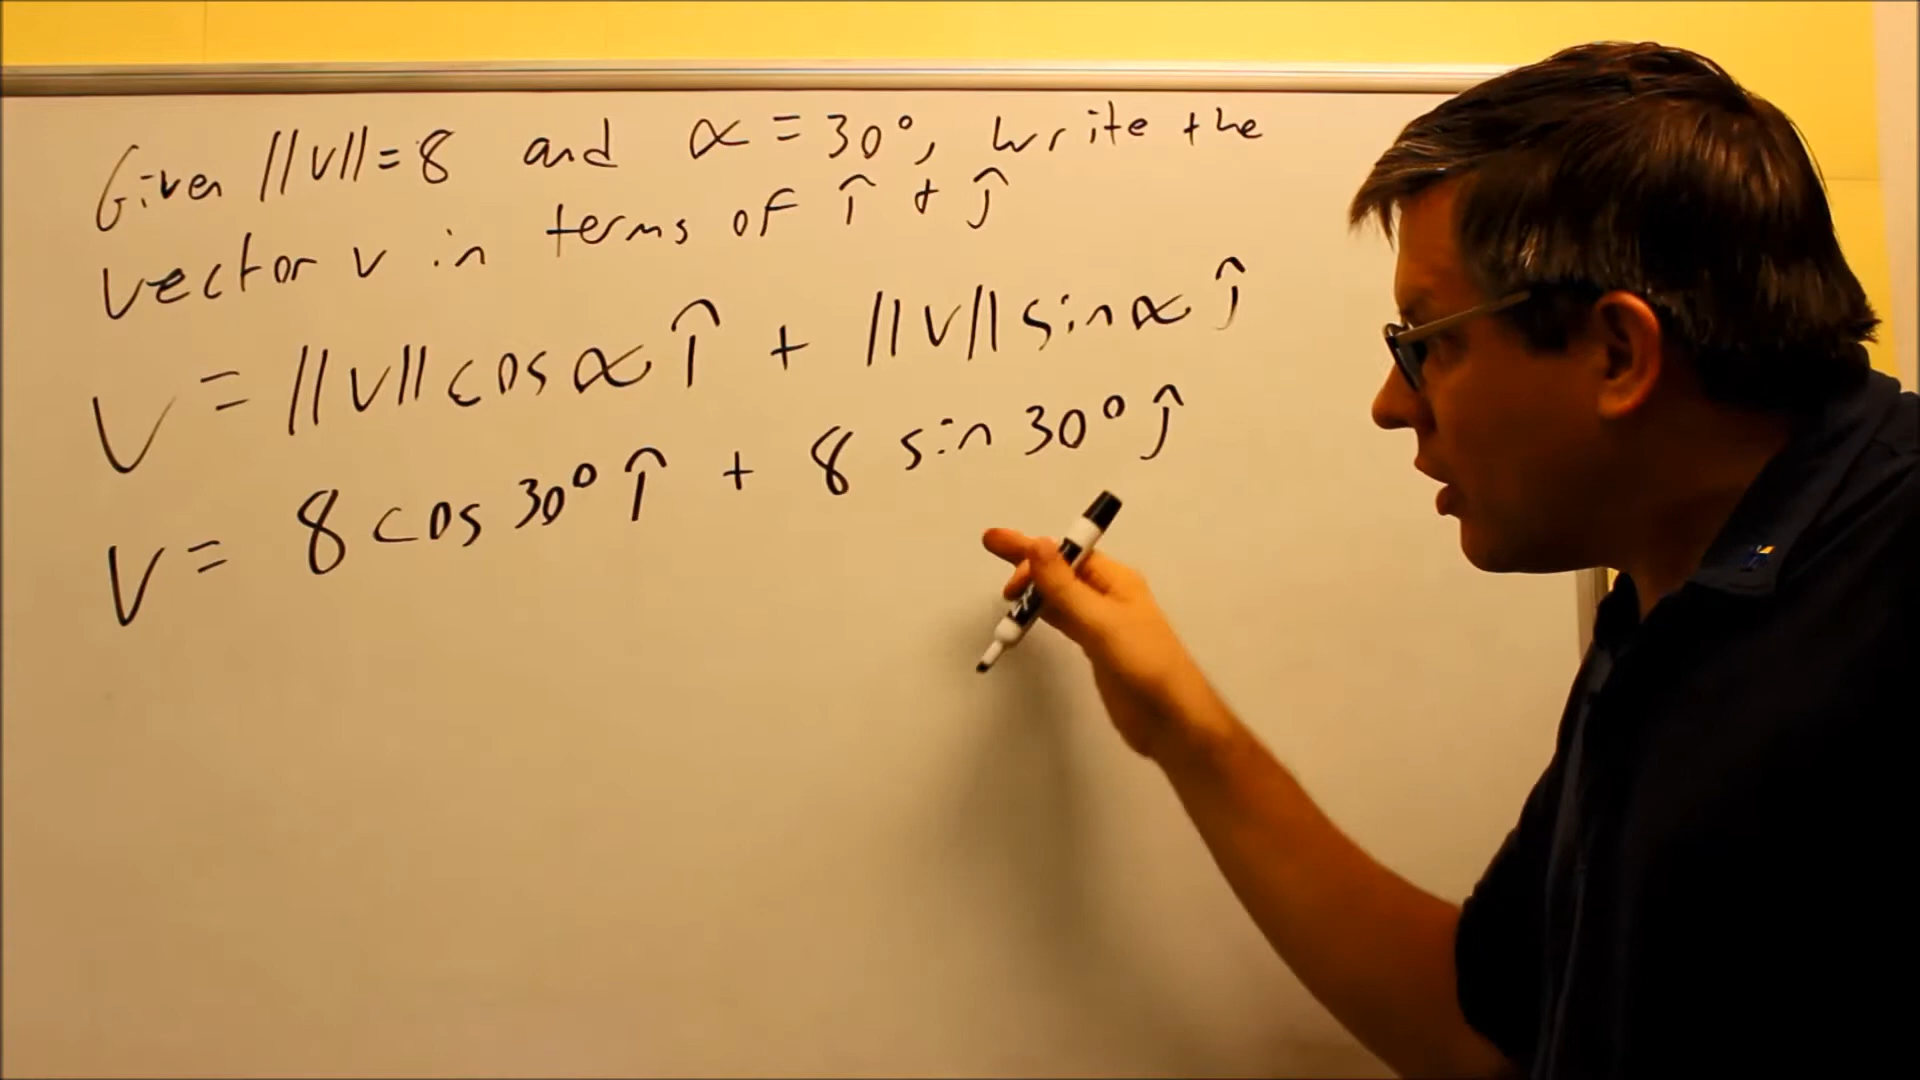 Given ||v||=8 and α = 30°, write the
vector v in terms of î + ĵ
V = ||v|| cos α î + ||v|| sin α ĵ
V = 8 cos 30° î + 8 sin 30° ĵ